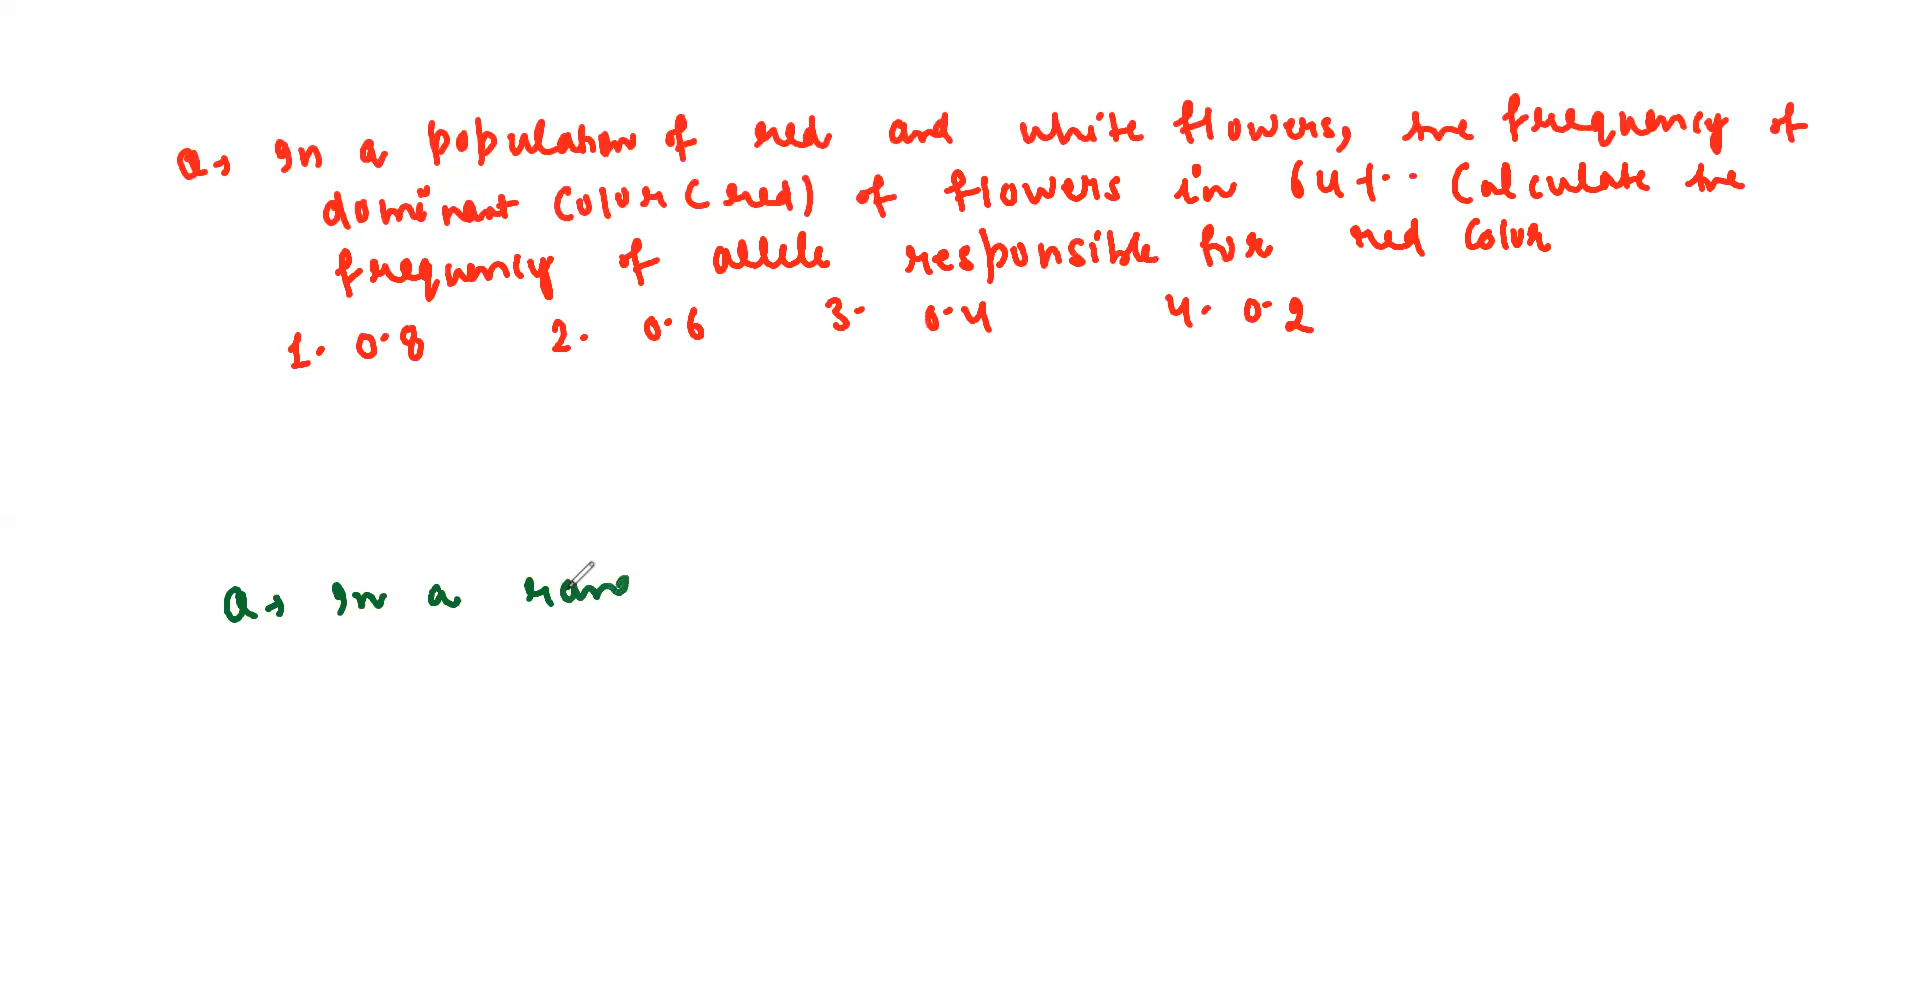 Q→ In a population of red and white flowers, the frequency of
dominant color (red) of flowers in 64%. Calculate the
frequency of allele responsible for red color
1. 0.8 2. 0.6 3. 0.4 4. 0.2
Q→ In a rando